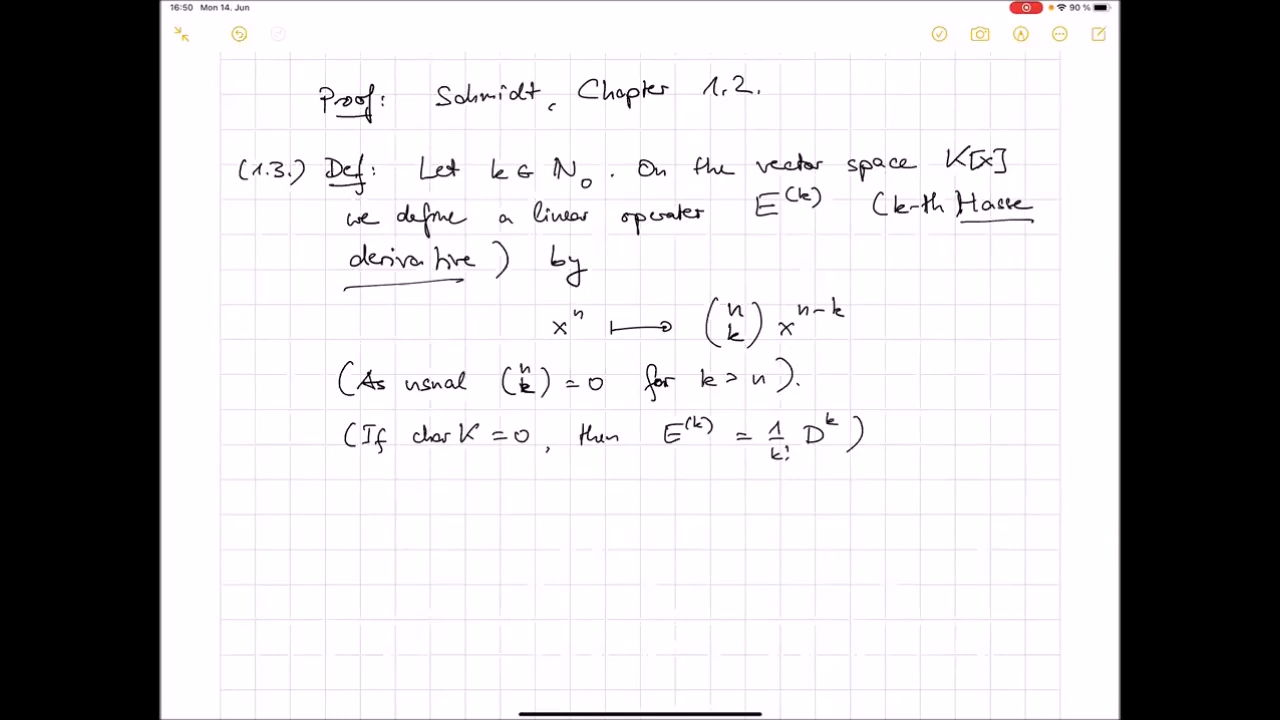 16:50 Mon 14. Jun 90 %
Proof: Schmidt, Chapter 1.2.
(1.3.) Def: Let k ∈ ℕ₀. On the vector space K[x]
we define a linear operator E^(k) (k-th Hasse
derivative) by
x^n ↦ (n k) x^{n-k}
(As usual (n k) = 0 for k > n).
(If char K = 0, then E^(k) = 1/k! D^k)